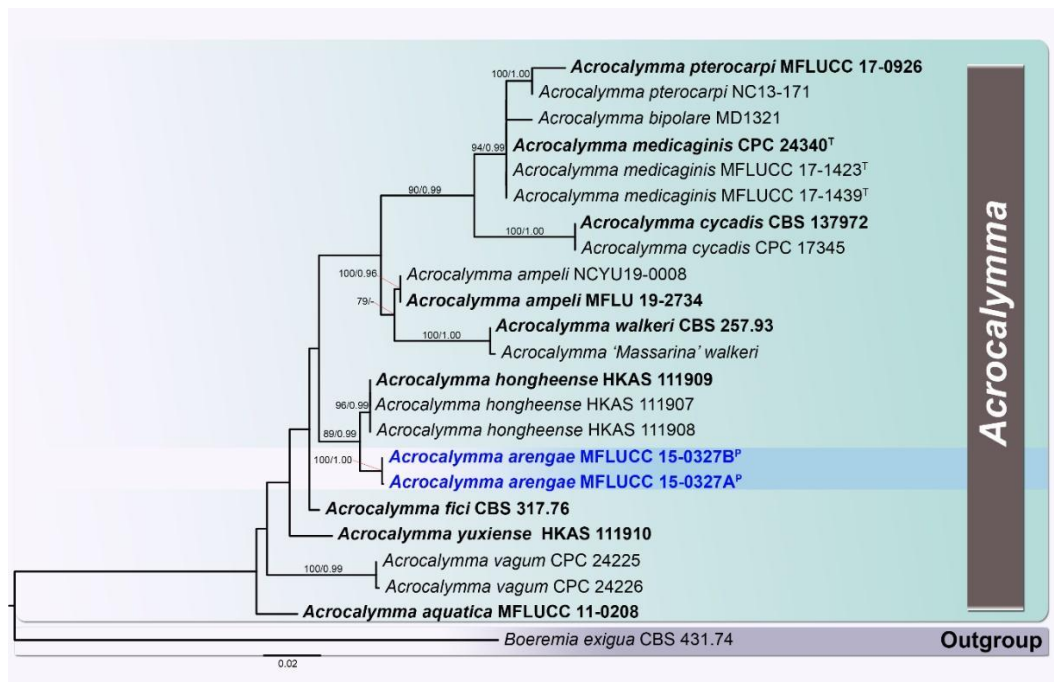 Acrocalymma pterocarpi MFLUCC 17-0926
100/1.00
Acrocalymma pterocarpi NC13-171
Acrocalymma bipolare MD1321
94/0.99
Acrocalymma medicaginis CPC 24340ᵀ
Acrocalymma medicaginis MFLUCC 17-1423ᵀ
90/0.99
Acrocalymma medicaginis MFLUCC 17-1439ᵀ
Acrocalymma cycadis CBS 137972
100/1.00
Acrocalymma cycadis CPC 17345
100/0.96
Acrocalymma ampeli NCYU19-0008
79/-
Acrocalymma ampeli MFLU 19-2734
Acrocalymma walkeri CBS 257.93
100/1.00
Acrocalymma ‘Massarina’ walkeri
Acrocalymma hongheense HKAS 111909
96/0.99
Acrocalymma hongheense HKAS 111907
Acrocalymma hongheense HKAS 111908
89/0.99
100/1.00
Acrocalymma arengae MFLUCC 15-0327Bᴾ
Acrocalymma arengae MFLUCC 15-0327Aᴾ
Acrocalymma fici CBS 317.76
Acrocalymma yuxiense HKAS 111910
Acrocalymma vagum CPC 24225
100/0.99
Acrocalymma vagum CPC 24226
Acrocalymma aquatica MFLUCC 11-0208
Acrocalymma
Boeremia exigua CBS 431.74
Outgroup
0.02